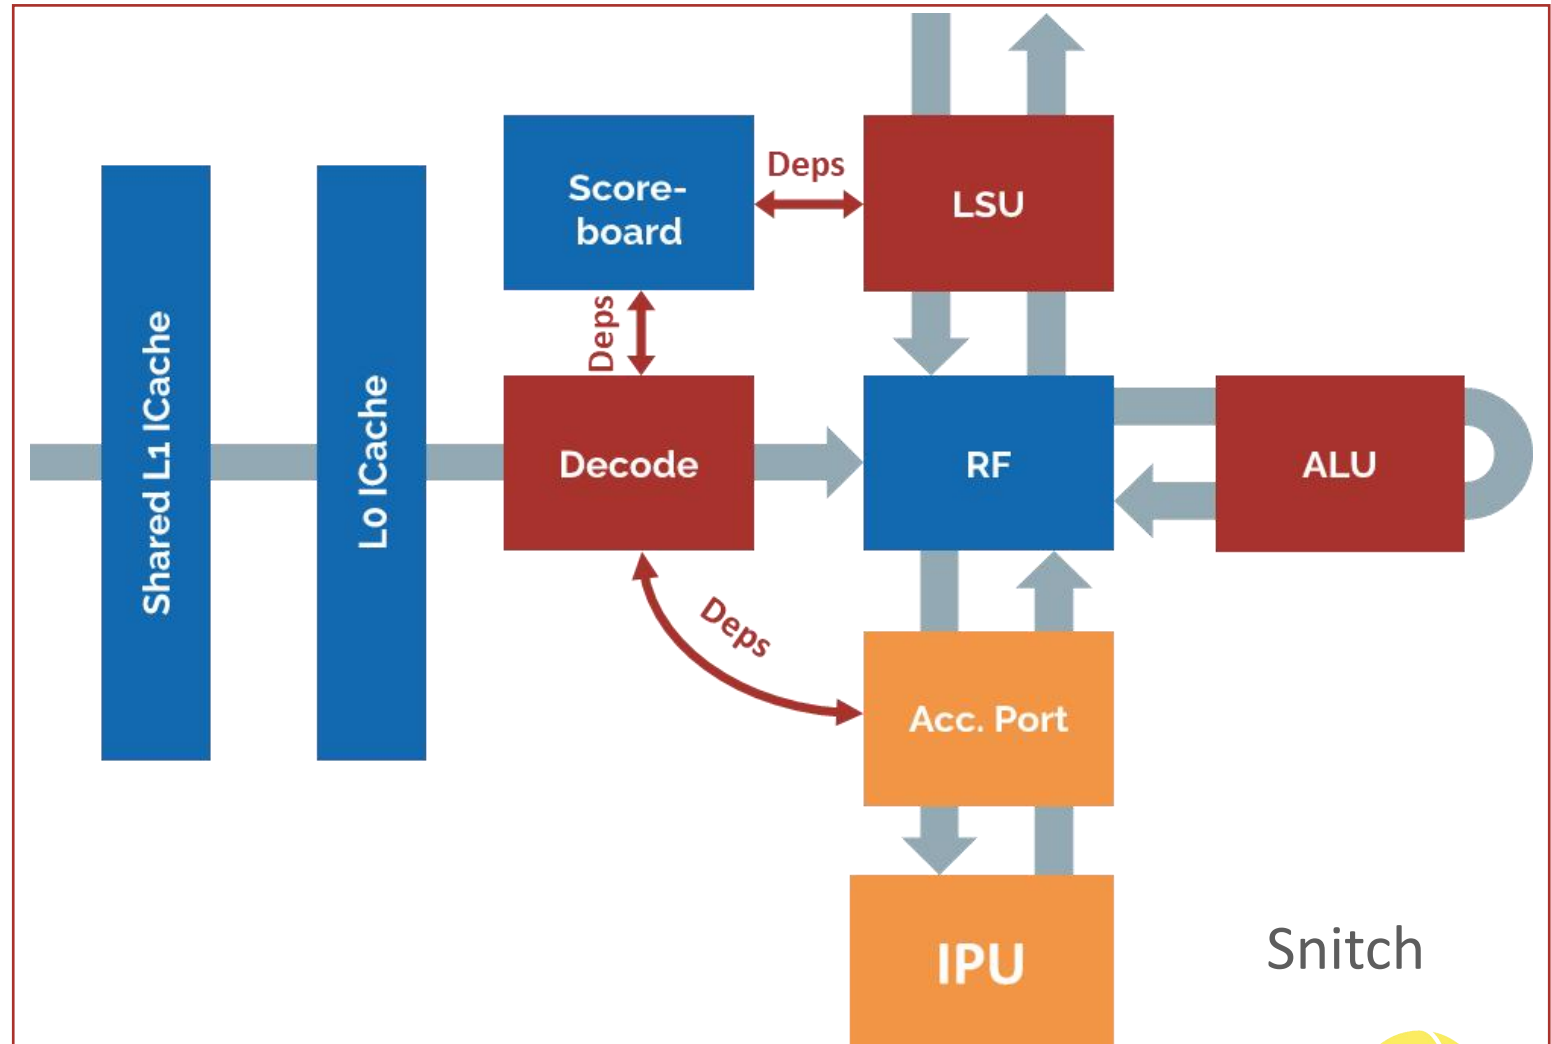 Score-
board
Deps
LSU
Deps
Shared L1 ICache
L0 ICache
Decode
RF
ALU
Deps
Acc. Port
IPU
Snitch